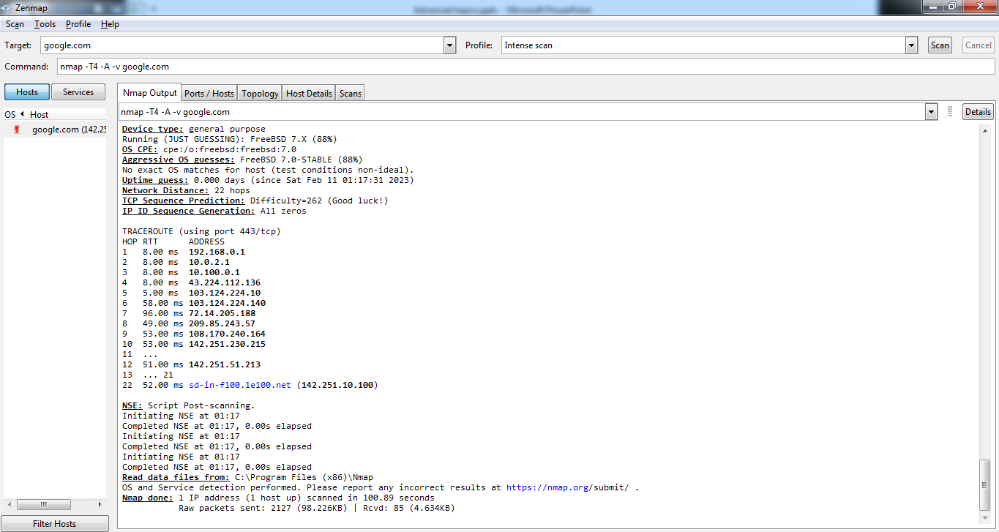 Zenmap
Advanced topics.pptx - Microsoft PowerPoint
Scan Tools Profile Help
Target: google.com Profile: Intense scan Scan Cancel
Command: nmap -T4 -A -v google.com
Hosts Services
Nmap Output Ports / Hosts Topology Host Details Scans
OS Host
google.com (142.25
nmap -T4 -A -v google.com Details
Device type: general purpose
Running (JUST GUESSING): FreeBSD 7.X (88%)
OS CPE: cpe:/o:freebsd:freebsd:7.0
Aggressive OS guesses: FreeBSD 7.0-STABLE (88%)
No exact OS matches for host (test conditions non-ideal).
Uptime guess: 0.000 days (since Sat Feb 11 01:17:31 2023)
Network Distance: 22 hops
TCP Sequence Prediction: Difficulty=262 (Good luck!)
IP ID Sequence Generation: All zeros
TRACEROUTE (using port 443/tcp)
HOP RTT ADDRESS
1 8.00 ms 192.168.0.1
2 8.00 ms 10.0.2.1
3 8.00 ms 10.100.0.1
4 8.00 ms 43.224.112.136
5 5.00 ms 103.124.224.10
6 58.00 ms 103.124.224.140
7 96.00 ms 72.14.205.188
8 49.00 ms 209.85.243.57
9 53.00 ms 108.170.240.164
10 53.00 ms 142.251.230.215
11 ...
12 51.00 ms 142.251.51.213
13 ... 21
22 52.00 ms sd-in-f100.1e100.net (142.251.10.100)
NSE: Script Post-scanning.
Initiating NSE at 01:17
Completed NSE at 01:17, 0.00s elapsed
Initiating NSE at 01:17
Completed NSE at 01:17, 0.00s elapsed
Initiating NSE at 01:17
Completed NSE at 01:17, 0.00s elapsed
Read data files from: C:\Program Files (x86)\Nmap
OS and Service detection performed. Please report any incorrect results at https://nmap.org/submit/ .
Nmap done: 1 IP address (1 host up) scanned in 100.89 seconds
Raw packets sent: 2127 (98.226KB) | Rcvd: 85 (4.634KB)
Filter Hosts